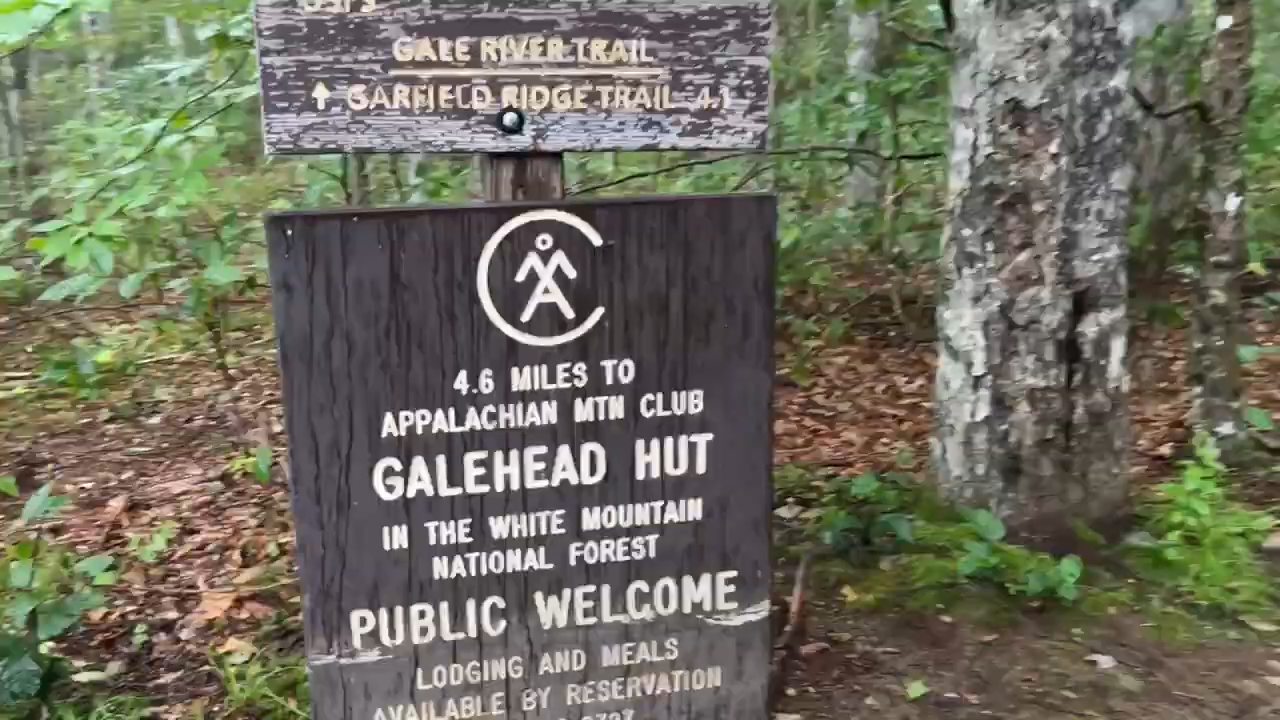 USFS
GALE RIVER TRAIL
↑ GARFIELD RIDGE TRAIL 4.1
4.6 MILES TO
APPALACHIAN MTN CLUB
GALEHEAD HUT
IN THE WHITE MOUNTAIN
NATIONAL FOREST
PUBLIC WELCOME
LODGING AND MEALS
AVAILABLE BY RESERVATION